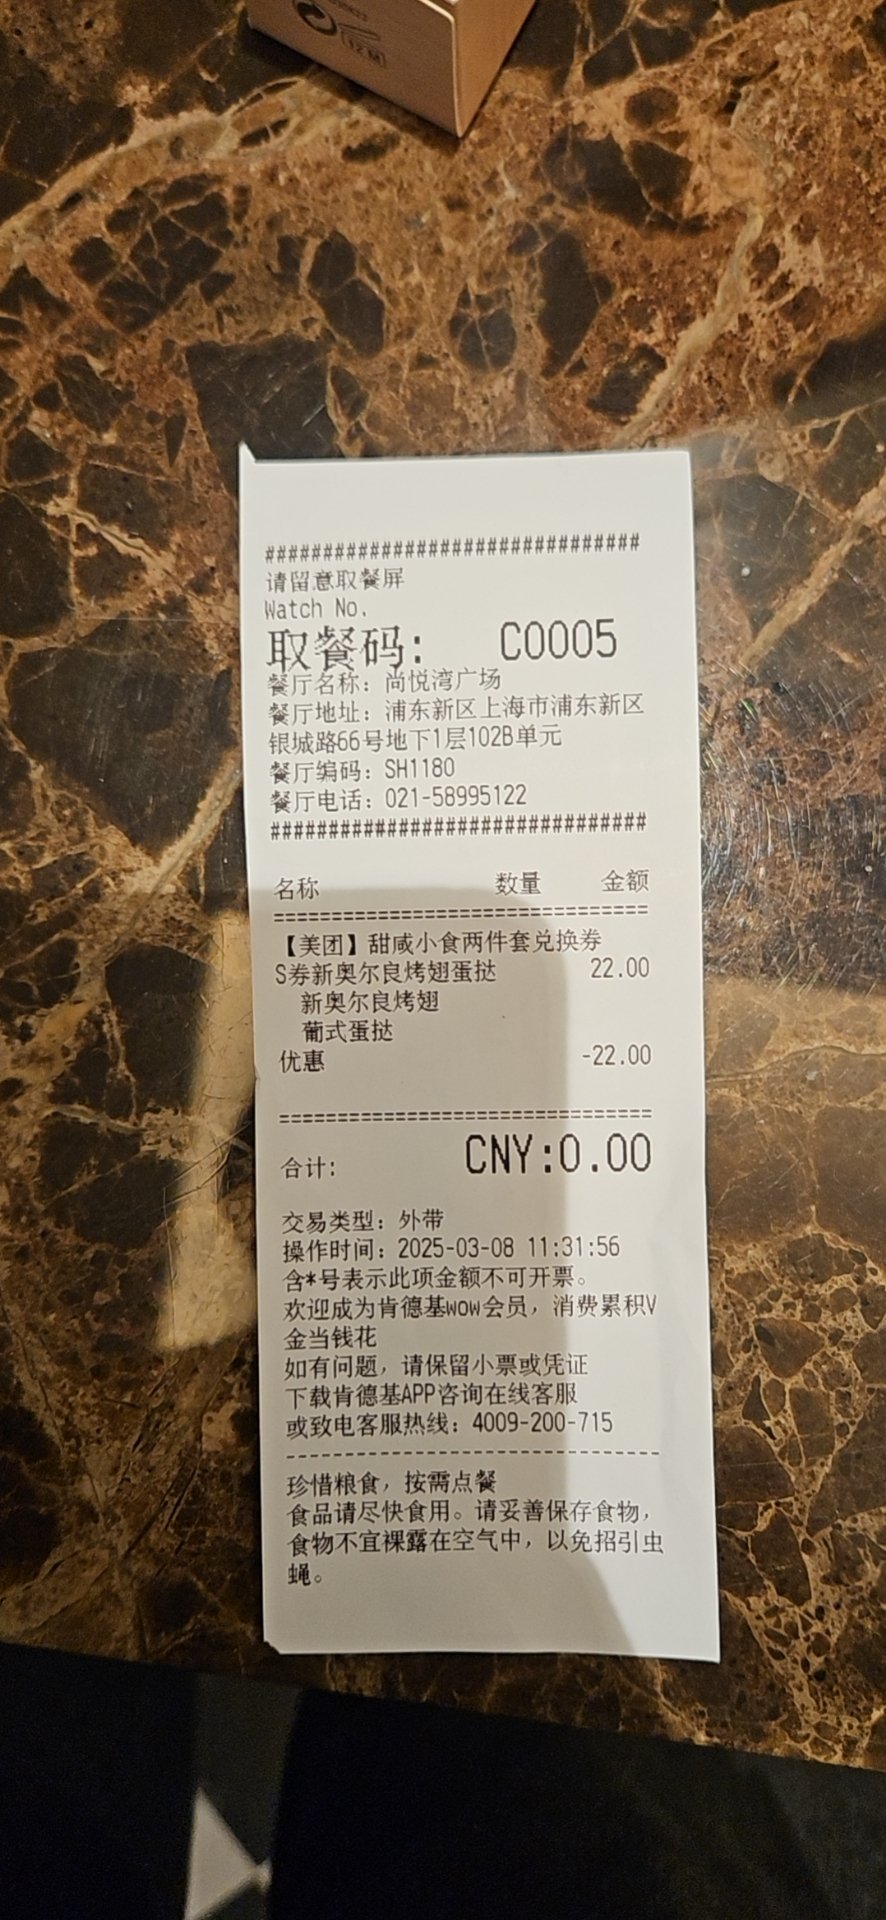 12 M
################################
请留意取餐屏
Watch No.
取餐码： C0005
餐厅名称：尚悦湾广场
餐厅地址：浦东新区上海市浦东新区
银城路66号地下1层102B单元
餐厅编码：SH1180
餐厅电话：021-58995122
################################
名称 数量 金额
================================
【美团】甜咸小食两件套兑换券
S券新奥尔良烤翅蛋挞 22.00
新奥尔良烤翅
葡式蛋挞
优惠 -22.00
================================
合计： CNY:0.00
交易类型：外带
操作时间：2025-03-08 11:31:56
含*号表示此项金额不可开票。
欢迎成为肯德基wow会员，消费累积V
金当钱花
如有问题，请保留小票或凭证
下载肯德基APP咨询在线客服
或致电客服热线：4009-200-715
--------------------------------
珍惜粮食，按需点餐
食品请尽快食用。请妥善保存食物，
食物不宜裸露在空气中，以免招引虫
蝇。